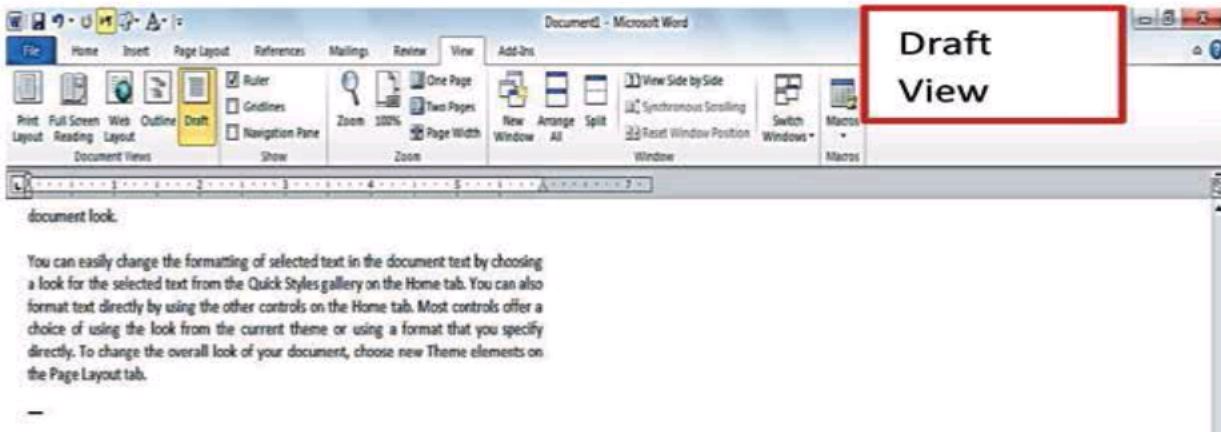 Document1 - Microsoft Word
Draft
View
File Home Insert Page Layout References Mailings Review View Add-Ins
Print Layout
Full Screen Reading
Web Layout
Outline
Draft
Document Views
Ruler
Gridlines
Navigation Pane
Show
Zoom
100%
One Page
Two Pages
Page Width
Zoom
New Window
Arrange All
Split
View Side by Side
Synchronous Scrolling
Reset Window Position
Switch Windows
Window
Macros
Macros
1 2 3 4 5 7
document look.
You can easily change the formatting of selected text in the document text by choosing
a look for the selected text from the Quick Styles gallery on the Home tab. You can also
format text directly by using the other controls on the Home tab. Most controls offer a
choice of using the look from the current theme or using a format that you specify
directly. To change the overall look of your document, choose new Theme elements on
the Page Layout tab.